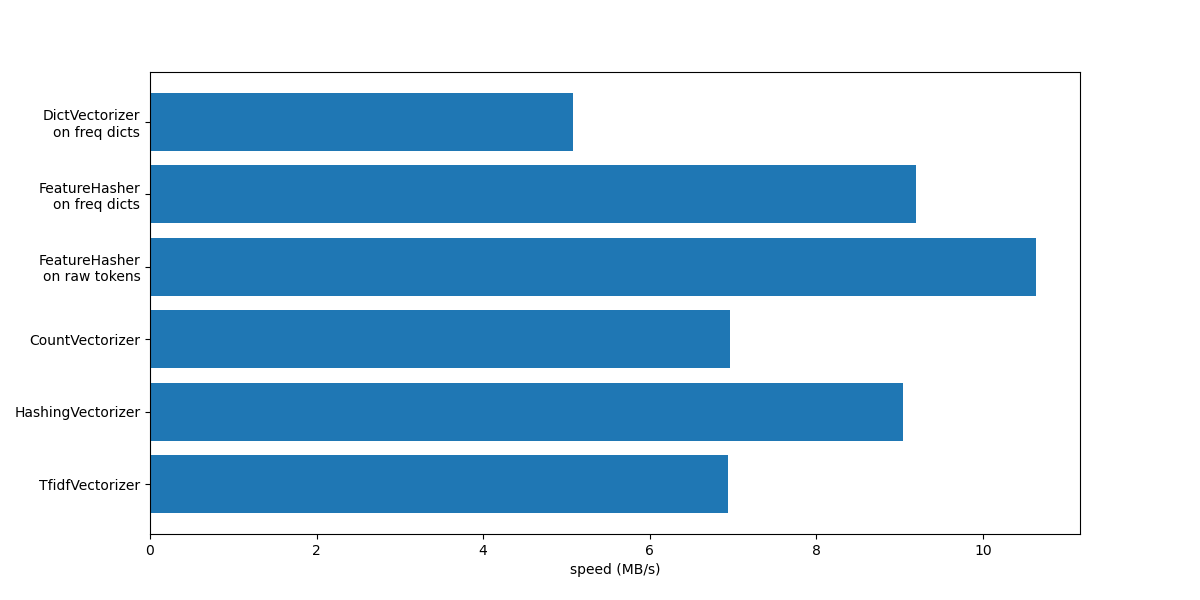 DictVectorizer
on freq dicts
FeatureHasher
on freq dicts
FeatureHasher
on raw tokens
CountVectorizer
HashingVectorizer
TfidfVectorizer
0 2 4 6 8 10
speed (MB/s)